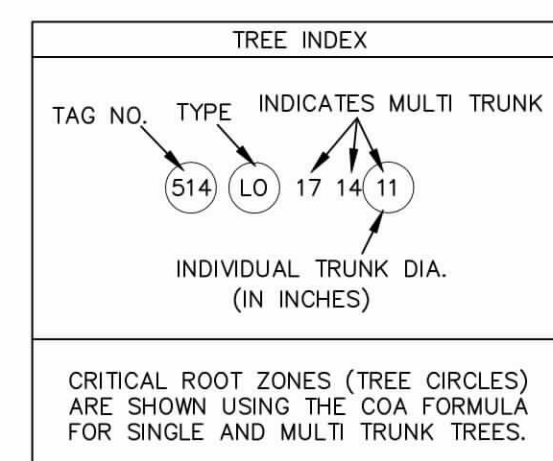 TREE INDEX
TAG NO. TYPE INDICATES MULTI TRUNK
514 LO 17 14 11
INDIVIDUAL TRUNK DIA.
(IN INCHES)
CRITICAL ROOT ZONES (TREE CIRCLES)
ARE SHOWN USING THE COA FORMULA
FOR SINGLE AND MULTI TRUNK TREES.